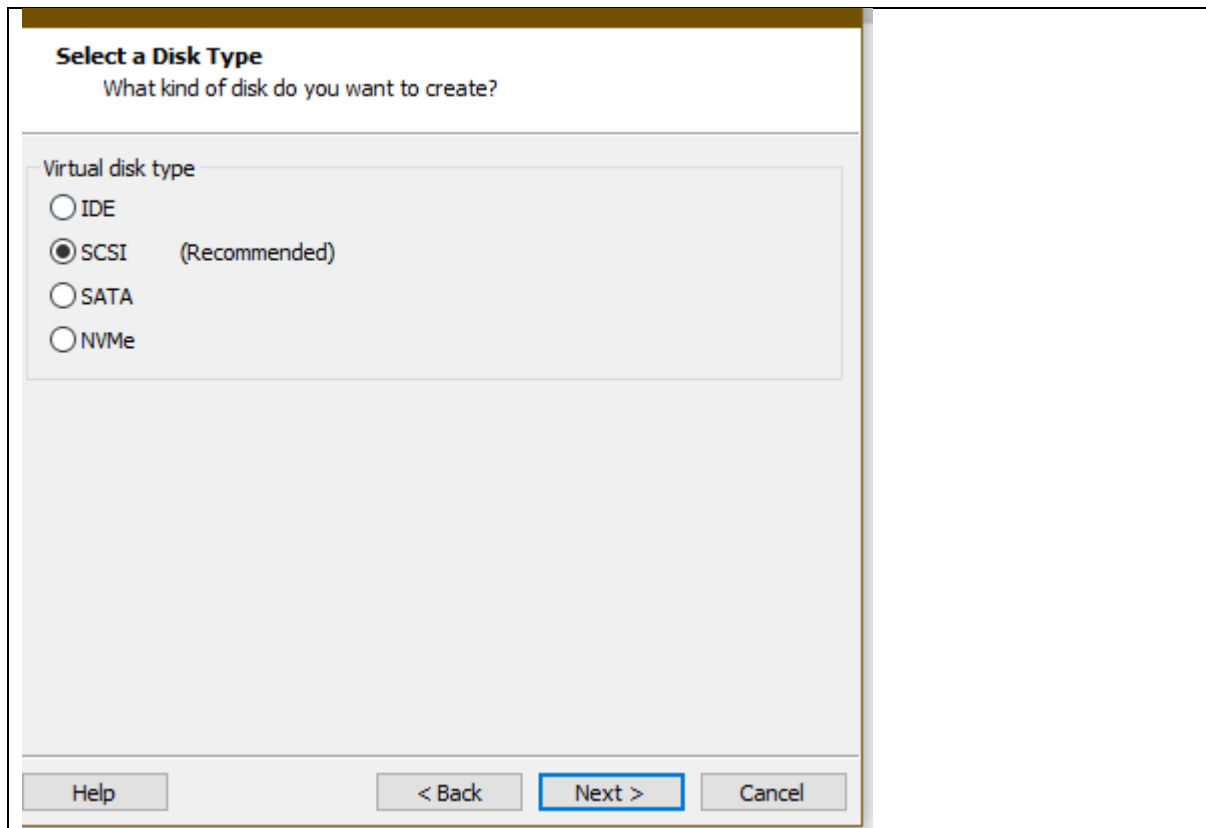 Select a Disk Type
What kind of disk do you want to create?
Virtual disk type
IDE
SCSI (Recommended)
SATA
NVMe
Help < Back Next > Cancel